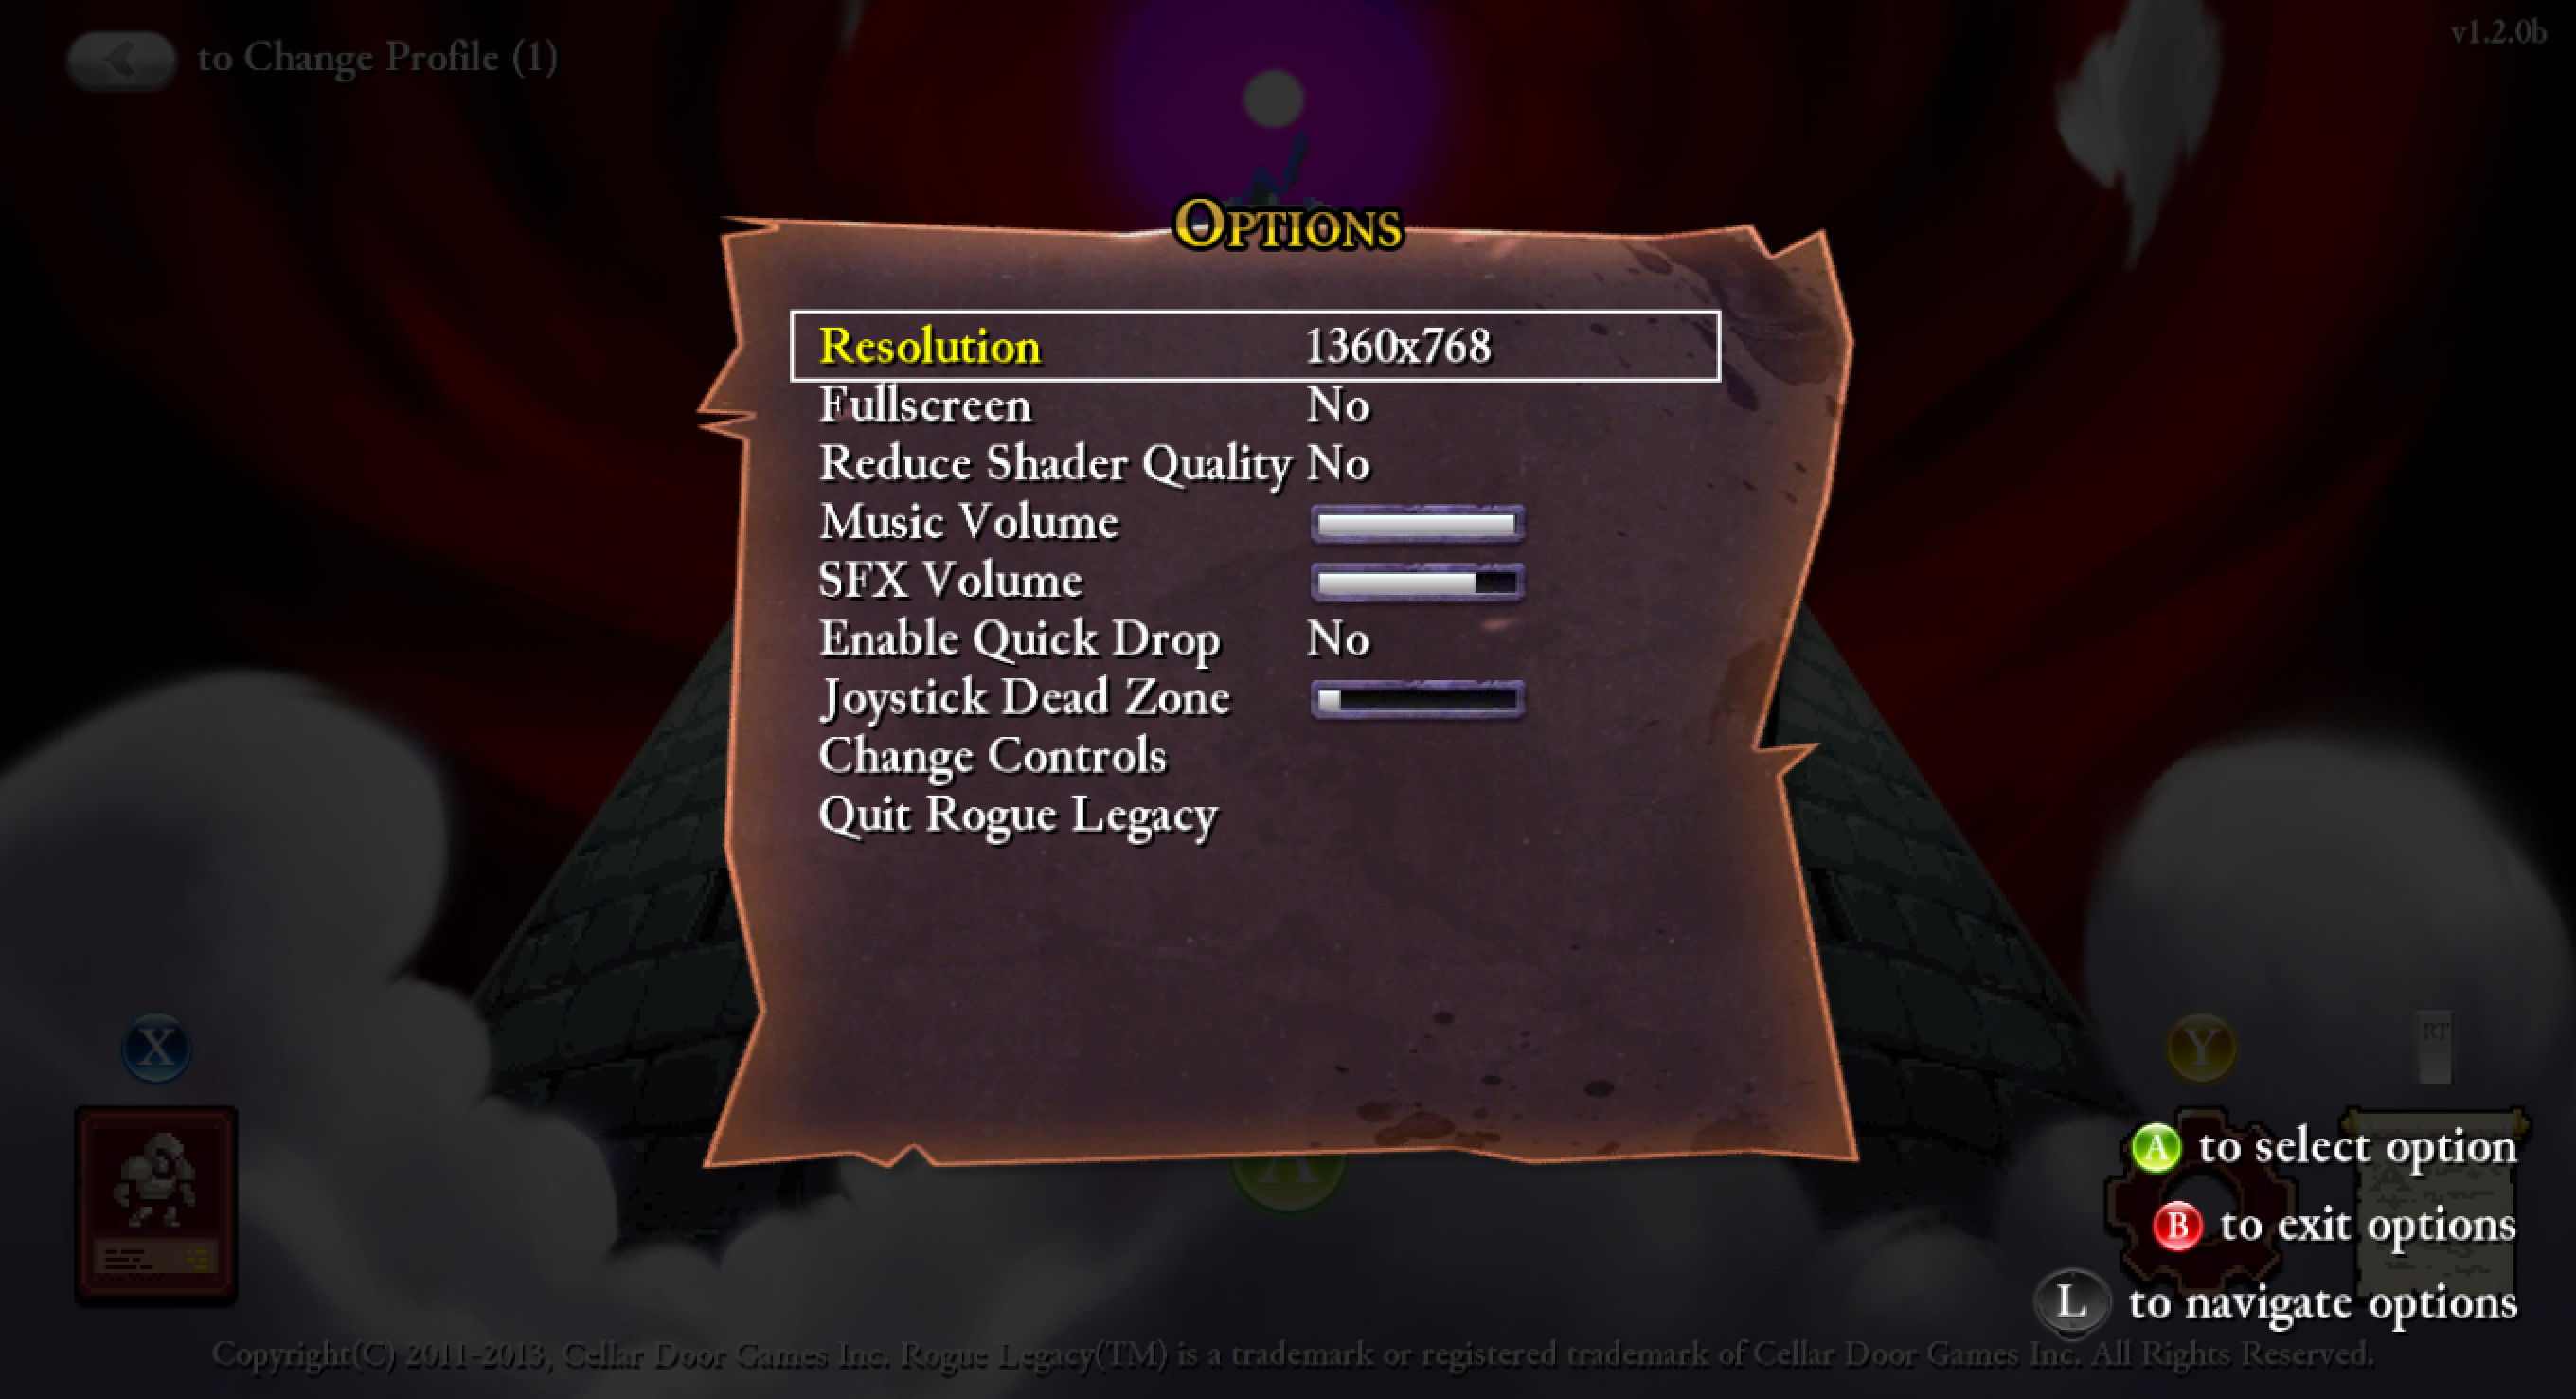 to Change Profile (1)
v1.2.0b
Options
Resolution 1360x768
Fullscreen No
Reduce Shader Quality No
Music Volume
SFX Volume
Enable Quick Drop No
Joystick Dead Zone
Change Controls
Quit Rogue Legacy
X
Y
RT
A
A to select option
B to exit options
L to navigate options
Copyright(C) 2011-2013, Cellar Door Games Inc. Rogue Legacy(TM) is a trademark or registered trademark of Cellar Door Games Inc. All Rights Reserved.